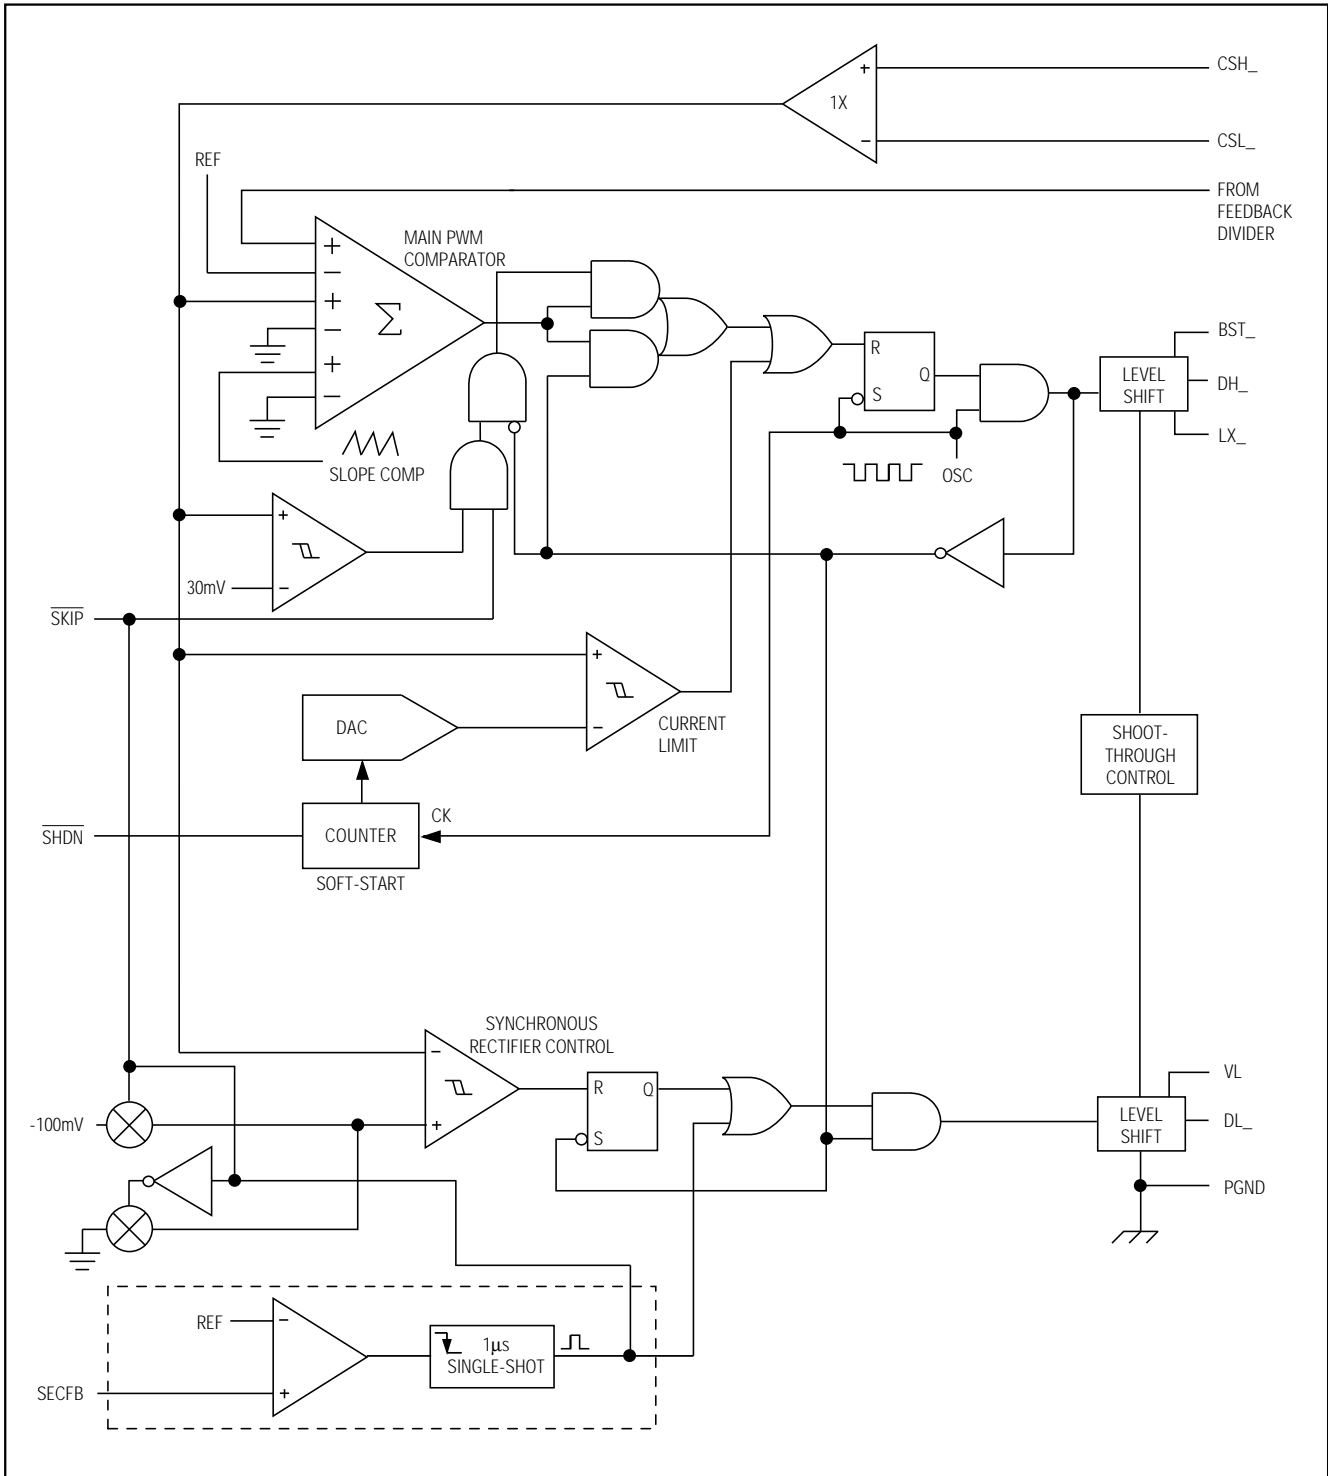 CSH_
+
1X
–
CSL_
REF
FROM
FEEDBACK
DIVIDER
MAIN PWM
COMPARATOR
+
–
+
–
+
–
Σ
BST_
R
Q
S
LEVEL
SHIFT
DH_
LX_
SLOPE COMP
OSC
+
30mV
–
SKIP
+
–
CURRENT
LIMIT
DAC
SHOOT-
THROUGH
CONTROL
CK
SHDN
COUNTER
SOFT-START
SYNCHRONOUS
RECTIFIER CONTROL
–
+
R
Q
S
-100mV
VL
LEVEL
SHIFT
DL_
PGND
REF
–
1µs
SINGLE-SHOT
SECFB
+